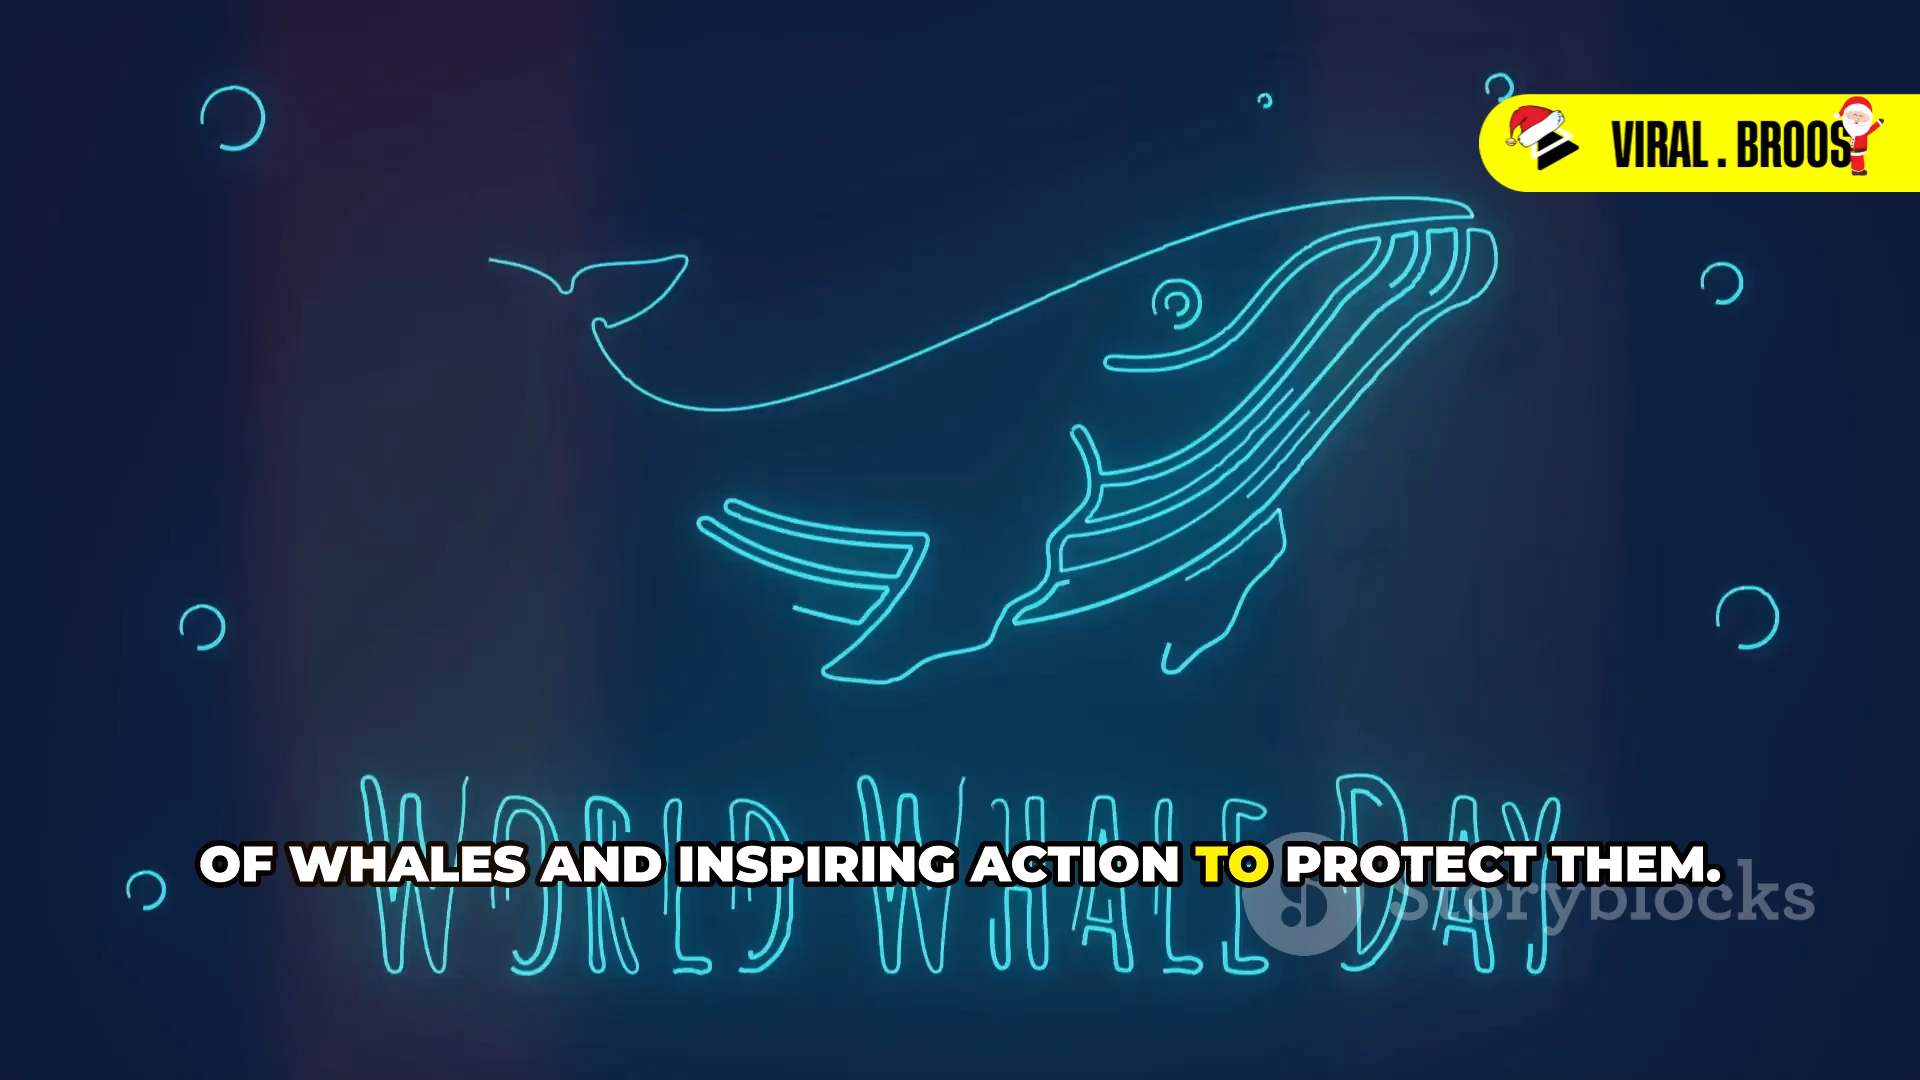 VIRAL . BROOS
OF WHALES AND INSPIRING ACTION TO PROTECT THEM.
WORLD WHALE DAY
Storyblocks